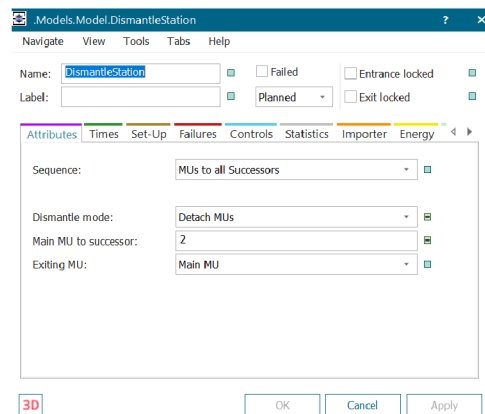 .Models.Model.DismantleStation ? ×
Navigate View Tools Tabs Help
Name: DismantleStation Failed Entrance locked
Label: Planned Exit locked
Attributes Times Set-Up Failures Controls Statistics Importer Energy
Sequence: MUs to all Successors
Dismantle mode: Detach MUs
Main MU to successor: 2
Exiting MU: Main MU
3D OK Cancel Apply